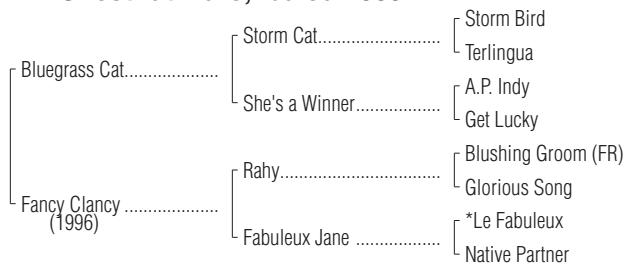 Storm Bird
Storm Cat..........................
Terlingua
Bluegrass Cat....................
A.P. Indy
She's a Winner..................
Get Lucky
Blushing Groom (FR)
Rahy..................................
Glorious Song
Fancy Clancy ....................
(1996)
*Le Fabuleux
Fabuleux Jane ..................
Native Partner